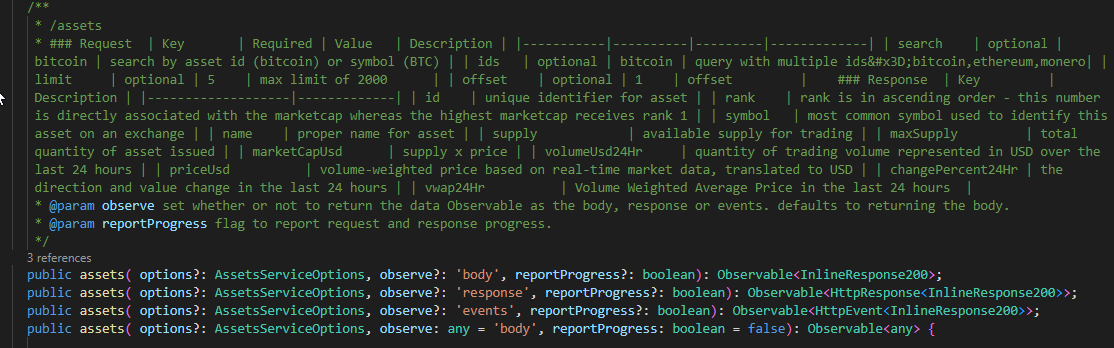 /**
 * /assets
 * ### Request  | Key       | Required | Value   | Description | |-----------|----------|---------|-------------| | search    | optional |
bitcoin | search by asset id (bitcoin) or symbol (BTC) | | ids   | optional | bitcoin | query with multiple ids&#x3D;bitcoin,ethereum,monero| |
limit     | optional | 5    | max limit of 2000      | | offset    | optional | 1    | offset           |    ### Response  | Key           |
Description | |-------------------|-------------| | id    | unique identifier for asset | | rank    | rank is in ascending order - this number
is directly associated with the marketcap whereas the highest marketcap receives rank 1 | | symbol   | most common symbol used to identify this
asset on an exchange | | name    | proper name for asset | | supply           | available supply for trading | | maxSupply         | total
quantity of asset issued | | marketCapUsd      | supply x price | | volumeUsd24Hr     | quantity of trading volume represented in USD over the
last 24 hours | | priceUsd          | volume-weighted price based on real-time market data, translated to USD | | changePercent24Hr | the
direction and value change in the last 24 hours | | vwap24Hr          | Volume Weighted Average Price in the last 24 hours  |
 * @param observe set whether or not to return the data Observable as the body, response or events. defaults to returning the body.
 * @param reportProgress flag to report request and response progress.
 */
3 references
public assets( options?: AssetsServiceOptions, observe?: 'body', reportProgress?: boolean): Observable<InlineResponse200>;
public assets( options?: AssetsServiceOptions, observe?: 'response', reportProgress?: boolean): Observable<HttpResponse<InlineResponse200>>;
public assets( options?: AssetsServiceOptions, observe?: 'events', reportProgress?: boolean): Observable<HttpEvent<InlineResponse200>>;
public assets( options?: AssetsServiceOptions, observe: any = 'body', reportProgress: boolean = false): Observable<any> {